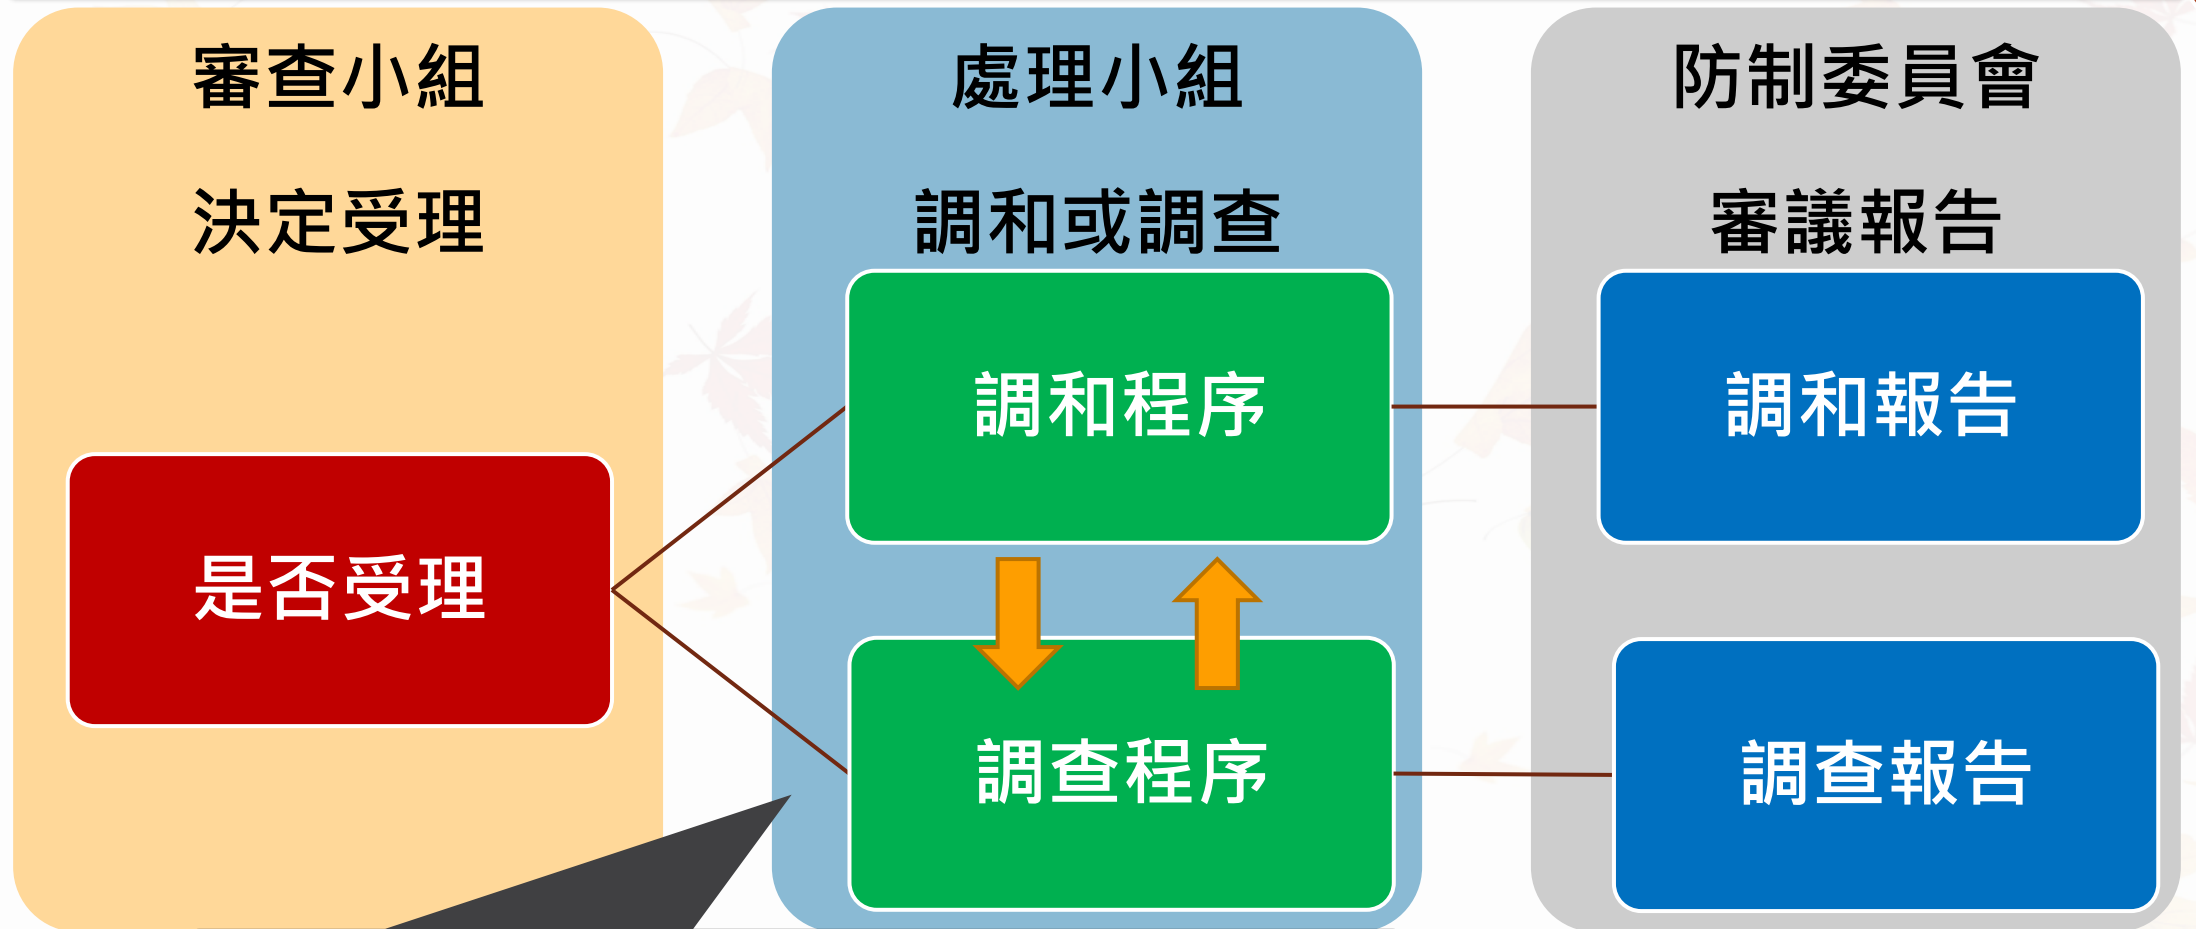 審查小組
決定受理
是否受理
處理小組
調和或調查
調和程序
調查程序
防制委員會
審議報告
調和報告
調查報告